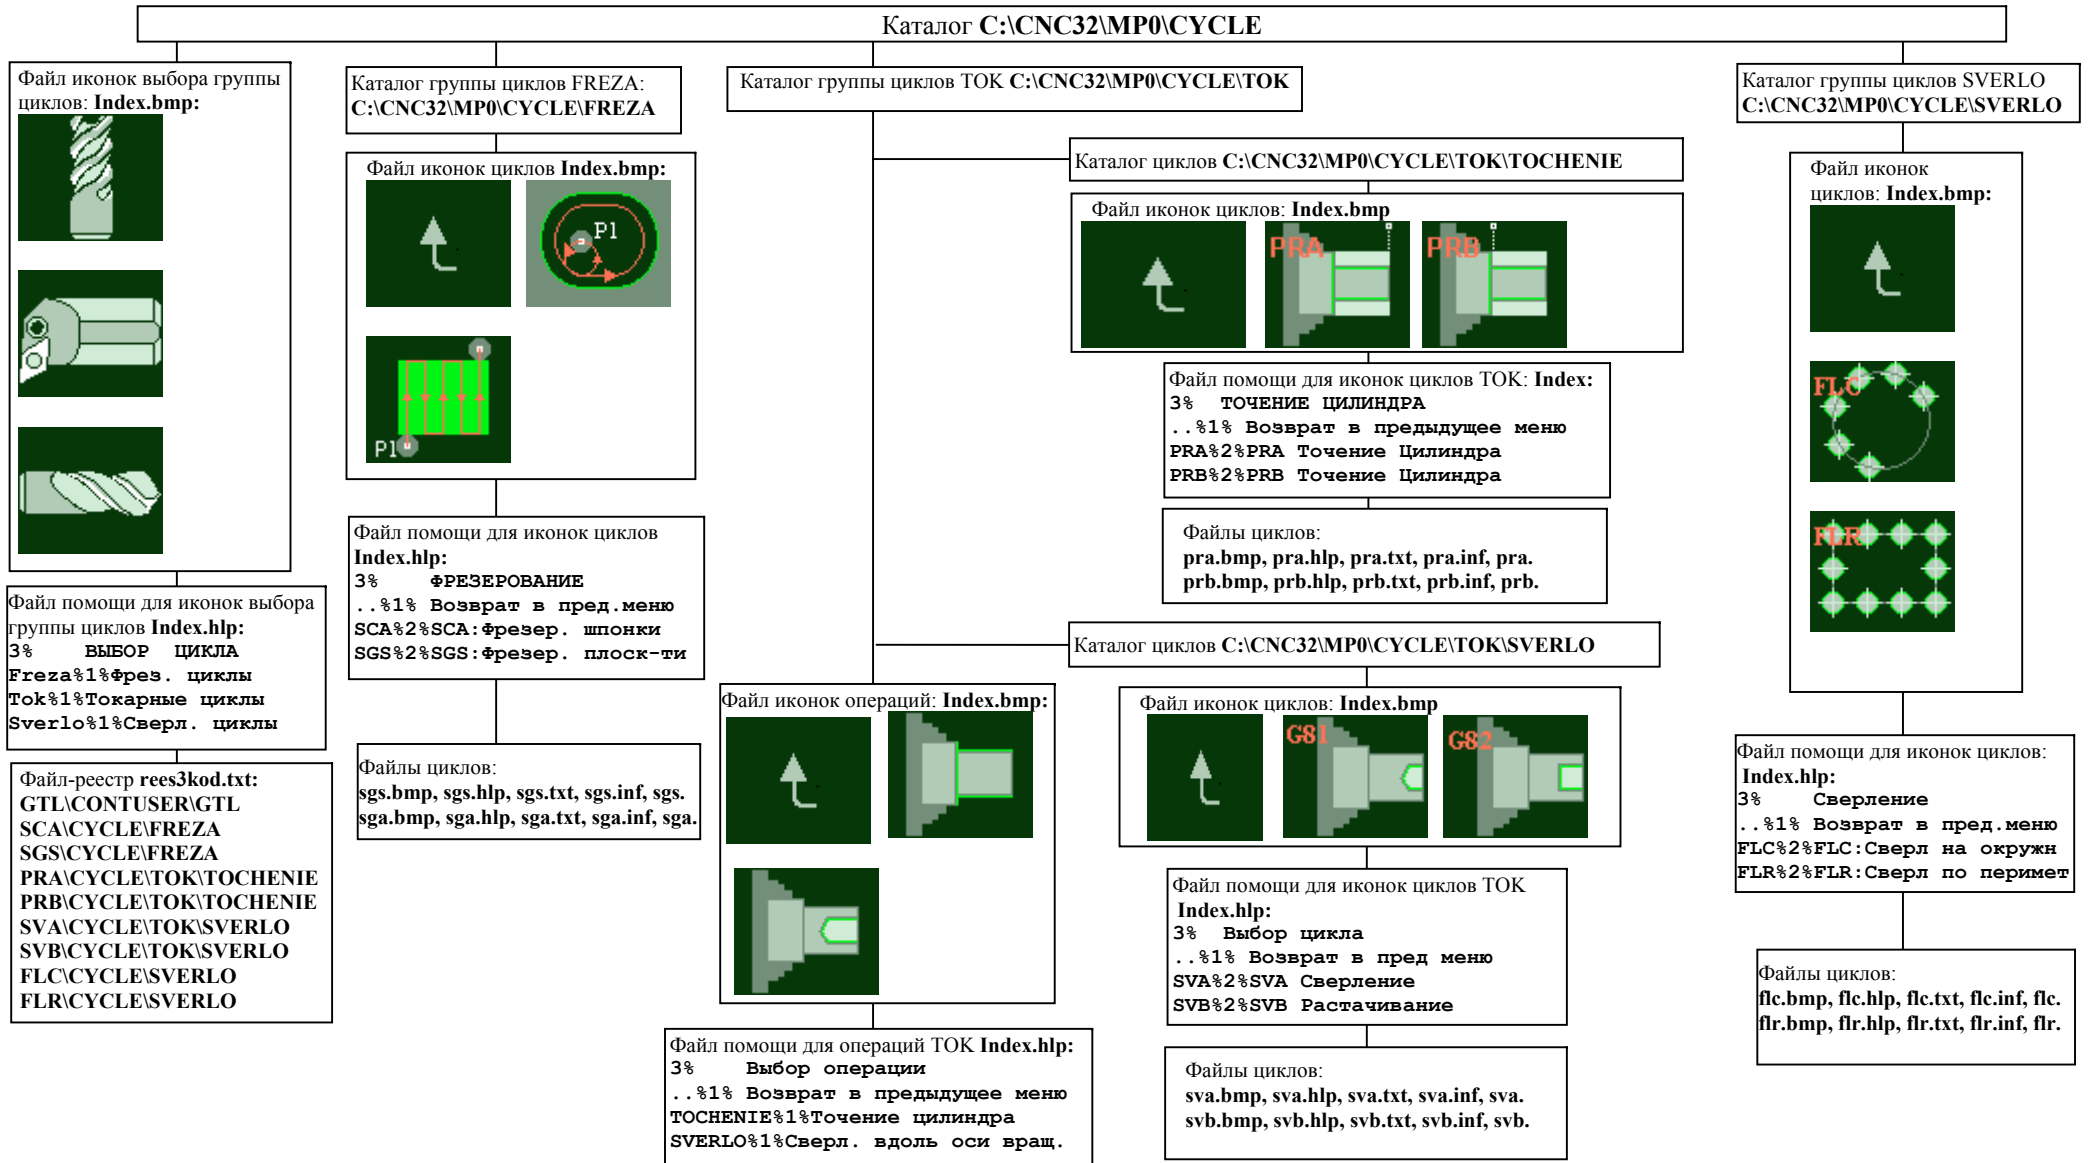 Каталог C:\CNC32\MP0\CYCLE
Файл иконок выбора группы
циклов: Index.bmp:
Файл помощи для иконок выбора
группы циклов Index.hlp:
3% ВЫБОР ЦИКЛА
Freza%1%Фрез. циклы
Tok%1%Токарные циклы
Sverlo%1%Сверл. циклы
Файл-реестр rees3kod.txt:
GTL\CONTUSER\GTL
SCA\CYCLE\FREZA
SGS\CYCLE\FREZA
PRA\CYCLE\TOK\TOCHENIE
PRB\CYCLE\TOK\TOCHENIE
SVA\CYCLE\TOK\SVERLO
SVB\CYCLE\TOK\SVERLO
FLC\CYCLE\SVERLO
FLR\CYCLE\SVERLO
Каталог группы циклов FREZA:
C:\CNC32\MP0\CYCLE\FREZA
Файл иконок циклов Index.bmp:
P1
P1
Файл помощи для иконок циклов
Index.hlp:
3% ФРЕЗЕРОВАНИЕ
..%1% Возврат в пред.меню
SCA%2%SCA:Фрезер. шпонки
SGS%2%SGS:Фрезер. плоск-ти
Файлы циклов:
sgs.bmp, sgs.hlp, sgs.txt, sgs.inf, sgs.
sga.bmp, sga.hlp, sga.txt, sga.inf, sga.
Каталог группы циклов TOK C:\CNC32\MP0\CYCLE\TOK
Файл иконок операций: Index.bmp:
Файл помощи для операций TOK Index.hlp:
3% Выбор операции
..%1% Возврат в предыдущее меню
TOCHENIE%1%Точение цилиндра
SVERLO%1%Сверл. вдоль оси вращ.
Каталог циклов C:\CNC32\MP0\CYCLE\TOK\TOCHENIE
Файл иконок циклов: Index.bmp
PRA
PRB
Файл помощи для иконок циклов TOK: Index:
3% ТОЧЕНИЕ ЦИЛИНДРА
..%1% Возврат в предыдущее меню
PRA%2%PRA Точение Цилиндра
PRB%2%PRB Точение Цилиндра
Файлы циклов:
pra.bmp, pra.hlp, pra.txt, pra.inf, pra.
prb.bmp, prb.hlp, prb.txt, prb.inf, prb.
Каталог циклов C:\CNC32\MP0\CYCLE\TOK\SVERLO
Файл иконок циклов: Index.bmp
G81
G82
Файл помощи для иконок циклов TOK
Index.hlp:
3% Выбор цикла
..%1% Возврат в пред меню
SVA%2%SVA Сверление
SVB%2%SVB Растачивание
Файлы циклов:
sva.bmp, sva.hlp, sva.txt, sva.inf, sva.
svb.bmp, svb.hlp, svb.txt, svb.inf, svb.
Каталог группы циклов SVERLO
C:\CNC32\MP0\CYCLE\SVERLO
Файл иконок
циклов: Index.bmp:
FLC
FLR
Файл помощи для иконок циклов:
Index.hlp:
3% Сверление
..%1% Возврат в пред.меню
FLC%2%FLC:Сверл на окружн
FLR%2%FLR:Сверл по перимет
Файлы циклов:
flc.bmp, flc.hlp, flc.txt, flc.inf, flc.
flr.bmp, flr.hlp, flr.txt, flr.inf, flr.